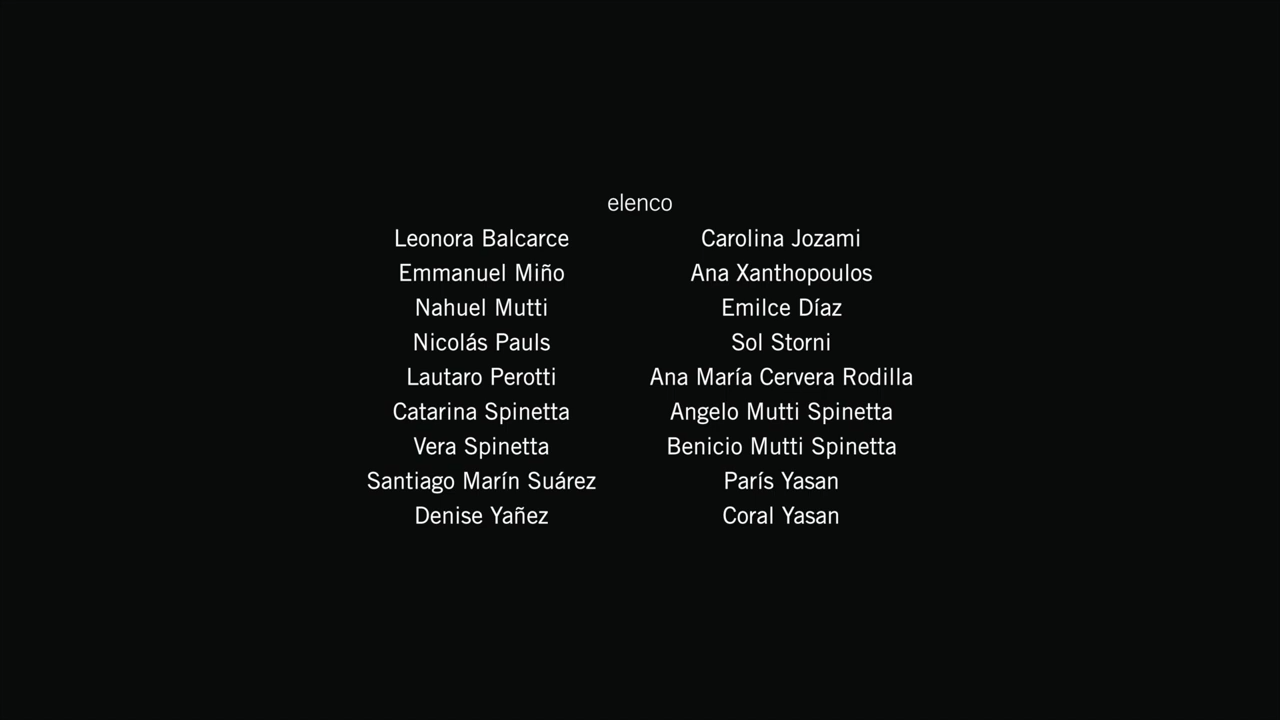 elenco
Leonora Balcarce
Emmanuel Miño
Nahuel Mutti
Nicolás Pauls
Lautaro Perotti
Catarina Spinetta
Vera Spinetta
Santiago Marín Suárez
Denise Yañez
Carolina Jozami
Ana Xanthopoulos
Emilce Díaz
Sol Storni
Ana María Cervera Rodilla
Angelo Mutti Spinetta
Benicio Mutti Spinetta
París Yasan
Coral Yasan